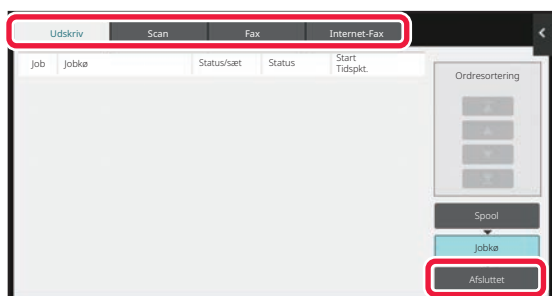 Udskriv Scan Fax Internet-Fax
Job Jobkø Status/sæt Status Start Tidspkt.
Ordresortering
Spool
Jobkø
Afsluttet